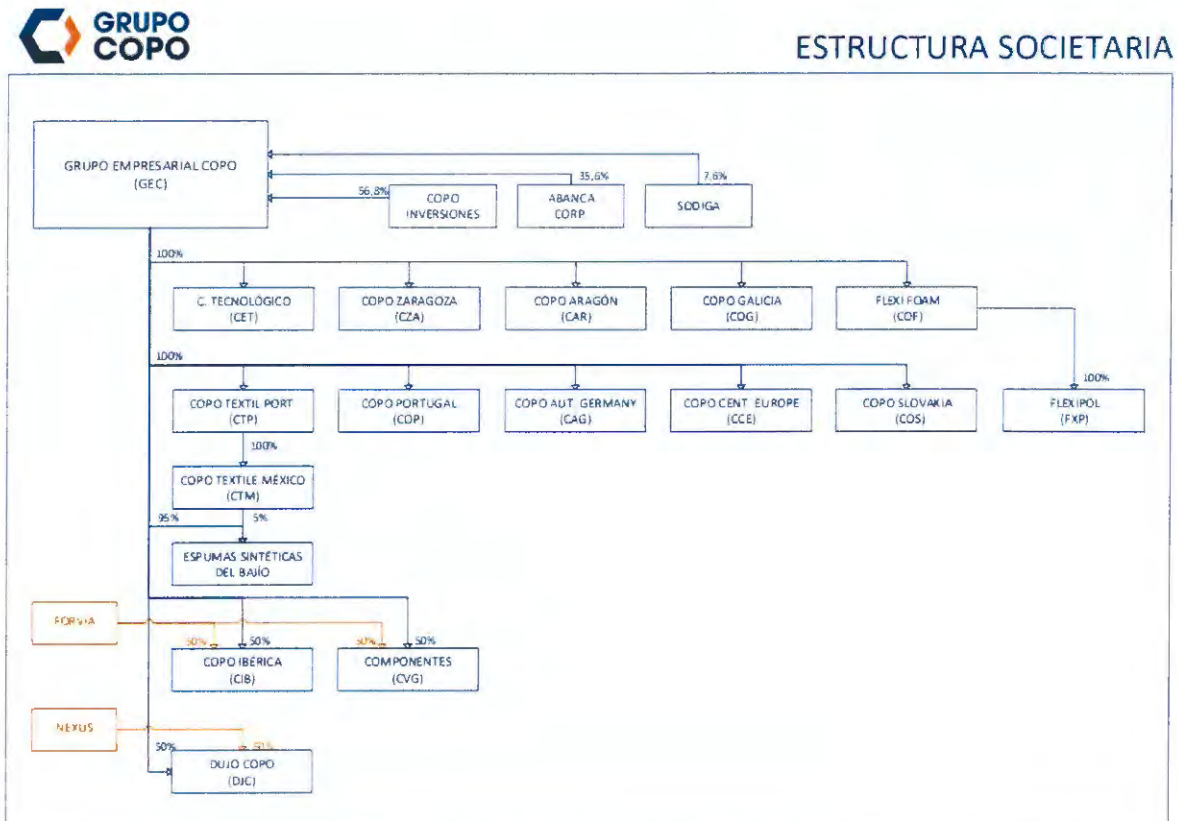 GRUPO
COPO
ESTRUCTURA SOCIETARIA
GRUPO EMPRESARIAL COPO
(GEC)
56,8%
35,6%
7,6%
COPO
INVERSIONES
ABANCA
CORP.
SODIGA
100%
C. TECNOLÓGICO
(CET)
COPO ZARAGOZA
(CZA)
COPO ARAGÓN
(CAR)
COPO GALICIA
(COG)
FLEXIFOAM
(COF)
100%
100%
COPO TEXTIL PORT
(CTP)
COPO PORTUGAL
(COP)
COPO AUT. GERMANY
(CAG)
COPO CENT. EUROPE
(CCE)
COPO SLOVAKIA
(COS)
FLEXIPOL
(FXP)
100%
COPO TEXTILE MÉXICO
(CTM)
95%
5%
ESPUMAS SINTÉTICAS
DEL BAJÍO
FORVIA
50%
50%
50%
50%
COPO IBÉRICA
(CIB)
COMPONENTES
(CVG)
NEXUS
50%
DUJO COPO
(DJC)